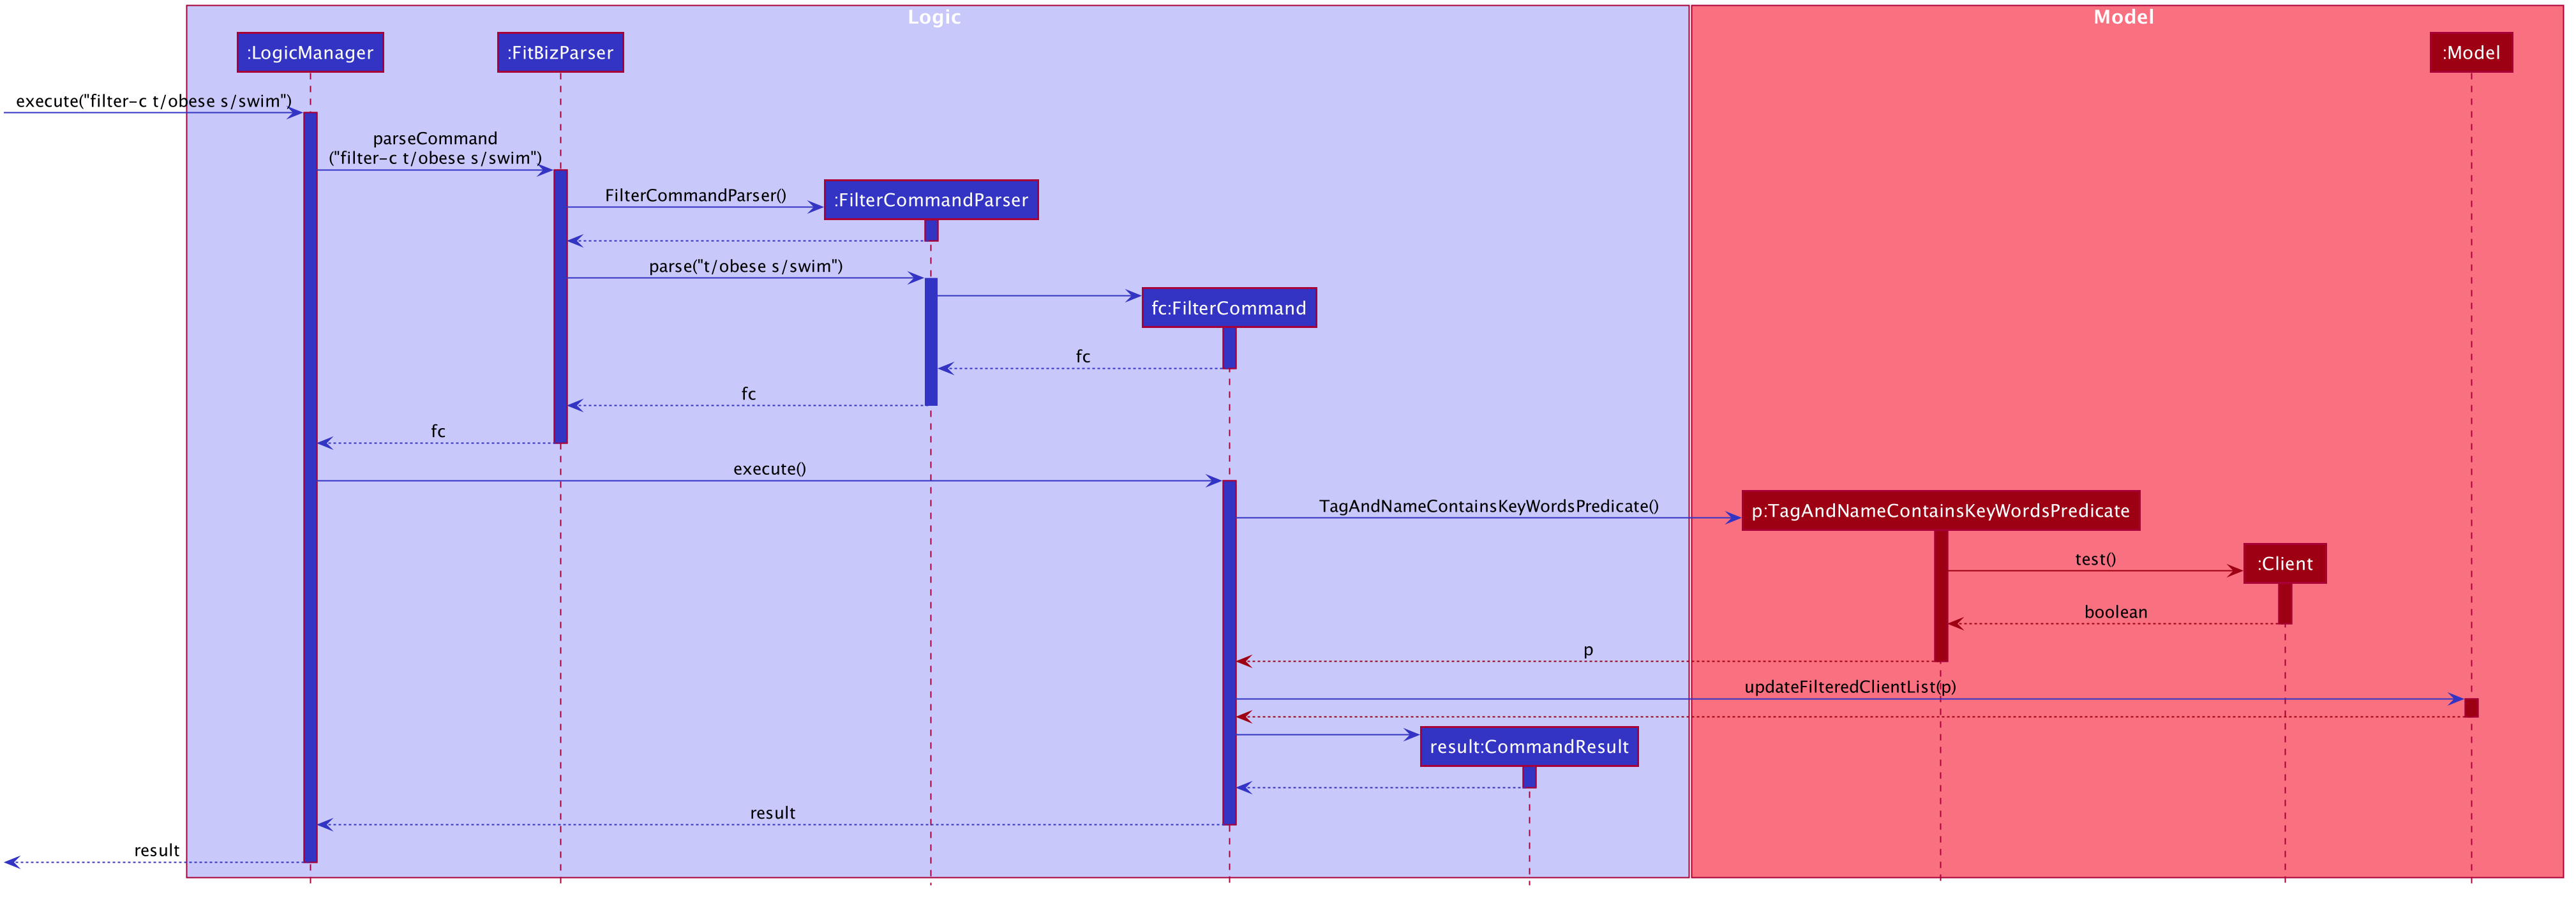 Logic
Model
:LogicManager
:FitBizParser
:Model
execute("filter-c t/obese s/swim")
parseCommand
("filter-c t/obese s/swim")
FilterCommandParser()
:FilterCommandParser
parse("t/obese s/swim")
fc:FilterCommand
fc
fc
fc
execute()
TagAndNameContainsKeyWordsPredicate()
p:TagAndNameContainsKeyWordsPredicate
test()
:Client
boolean
p
updateFilteredClientList(p)
result:CommandResult
result
result